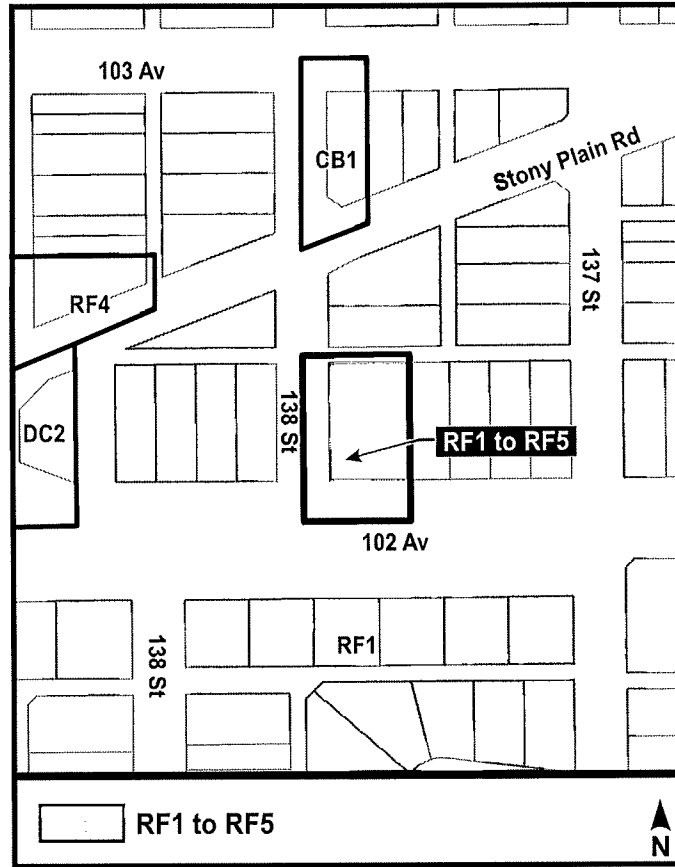 103 Av
CB1
Stony Plain Rd
137 St
RF4
138 St
DC2
RF1 to RF5
102 Av
RF1
138 St
RF1 to RF5
N